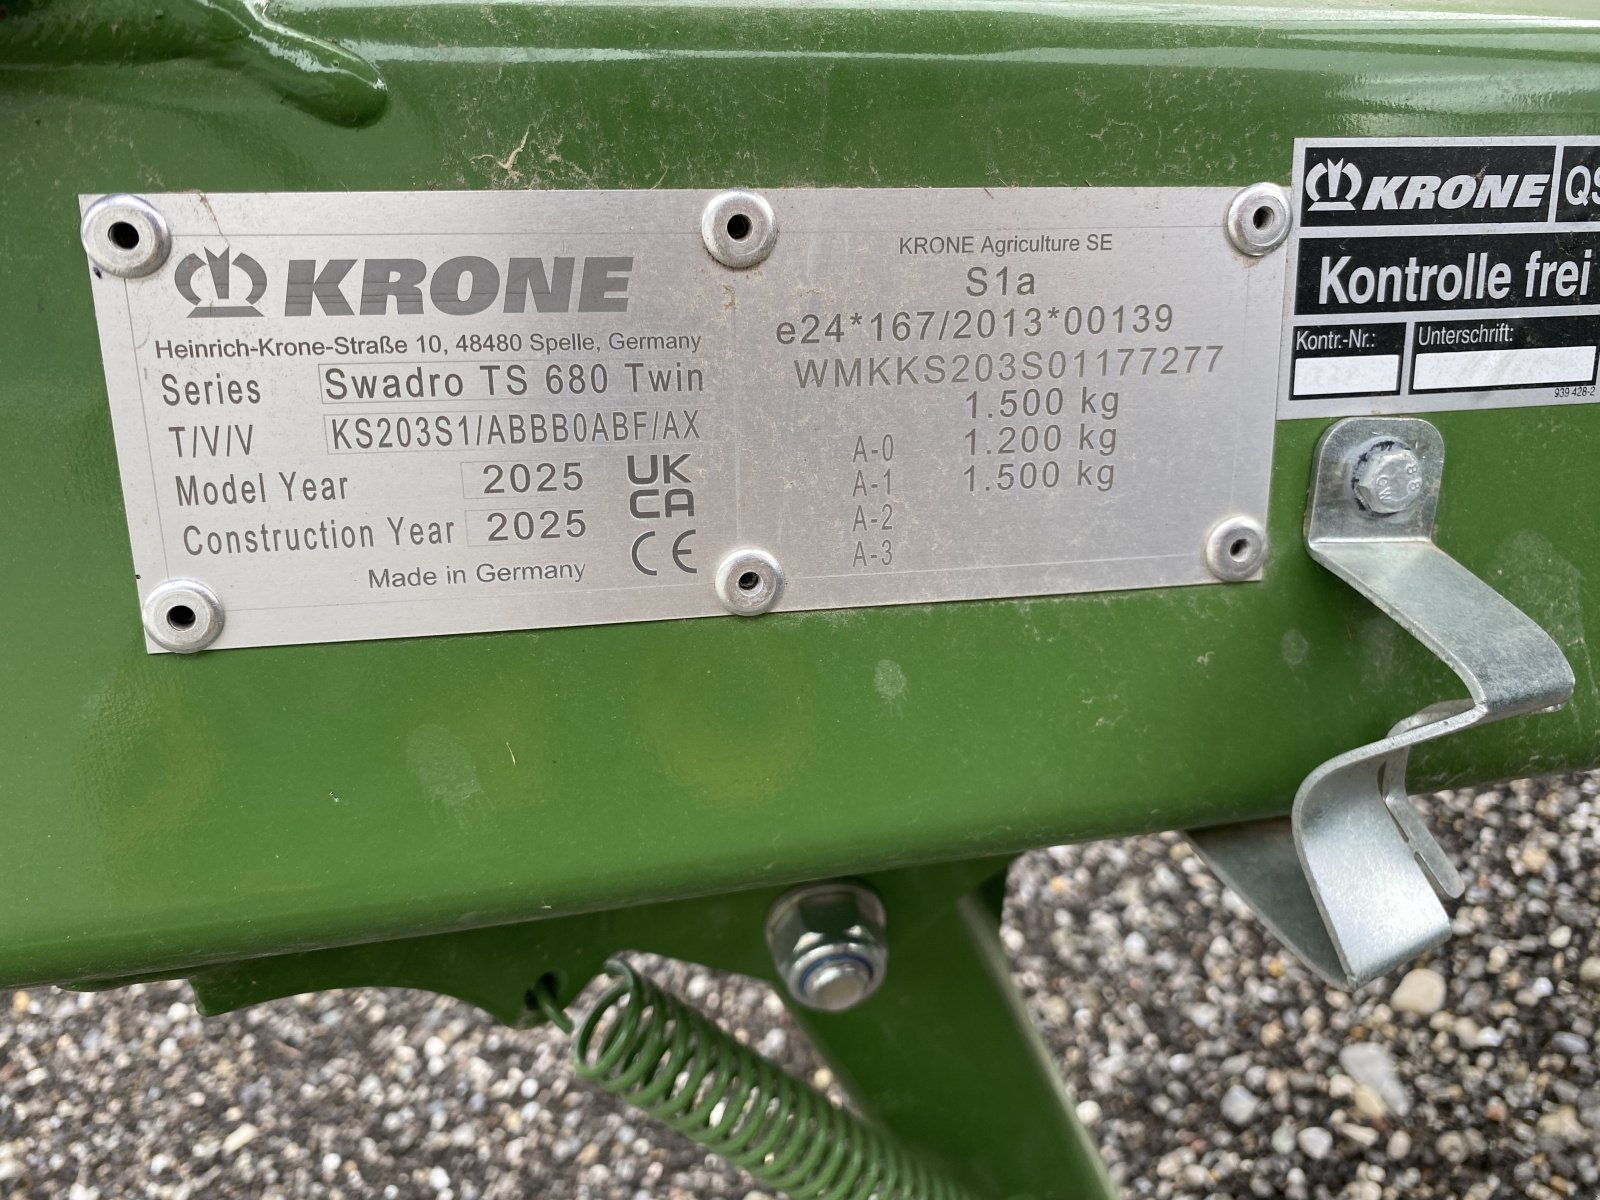 KRONE
Heinrich-Krone-Straße 10, 48480 Spelle, Germany
Series Swadro TS 680 Twin
T/V/V KS203S1/ABBB0ABF/AX
Model Year 2025
Construction Year 2025
UK
CA
CE
Made in Germany
KRONE Agriculture SE
S1a
e24*167/2013*00139
WMKKS203S01177277
1.500 kg
A-0 1.200 kg
A-1 1.500 kg
A-2
A-3
KRONE QS
Kontrolle frei
Kontr.-Nr.: Unterschrift:
939 428-2
8.8